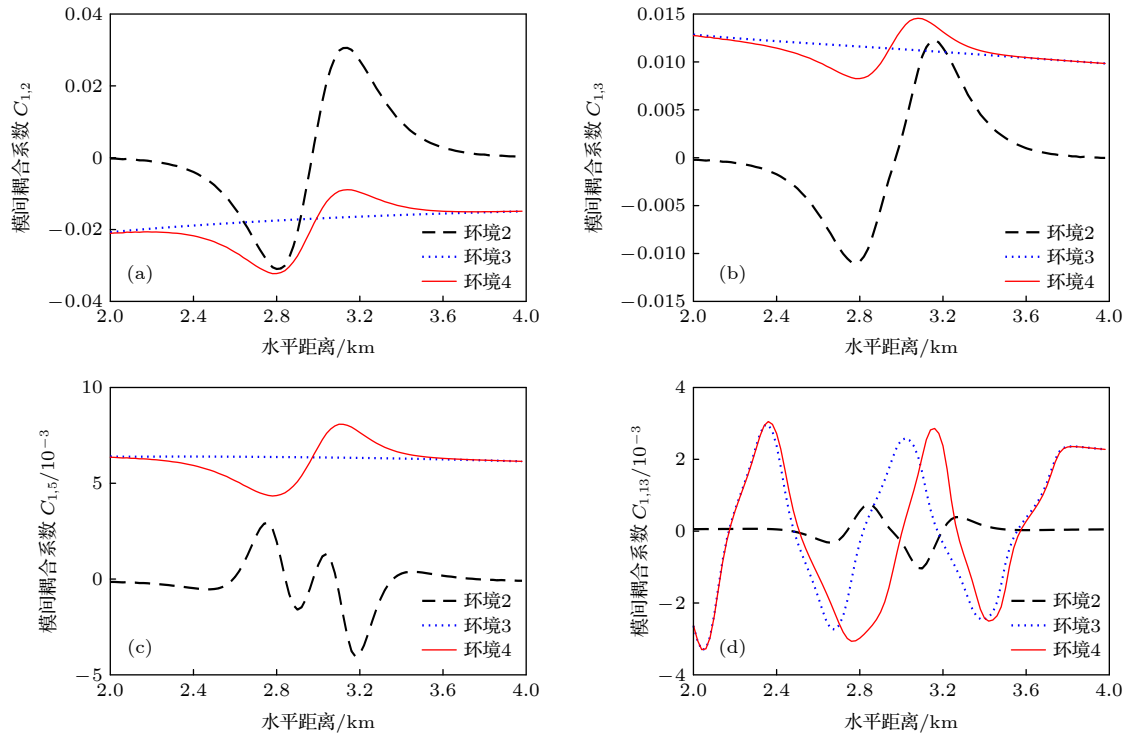 0.04
0.02
0
−0.02
−0.04
模间耦合系数 C1,2
环境2
环境3
环境4
(a)
2.0 2.4 2.8 3.2 3.6 4.0
水平距离/km
0.015
0.010
0.005
0
−0.005
−0.010
−0.015
模间耦合系数 C1,3
环境2
环境3
环境4
(b)
2.0 2.4 2.8 3.2 3.6 4.0
水平距离/km
10
5
0
−5
模间耦合系数 C1,5/10−3
环境2
环境3
环境4
(c)
2.0 2.4 2.8 3.2 3.6 4.0
水平距离/km
4
2
0
−2
−4
模间耦合系数 C1,13/10−3
环境2
环境3
环境4
(d)
2.0 2.4 2.8 3.2 3.6 4.0
水平距离/km